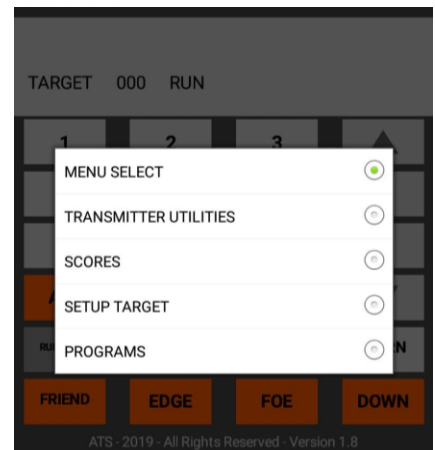 TARGET 000 RUN
1 2 3
MENU SELECT
TRANSMITTER UTILITIES
SCORES
SETUP TARGET
PROGRAMS
FRIEND EDGE FOE DOWN
ATS - 2019 - All Rights Reserved - Version 1.8